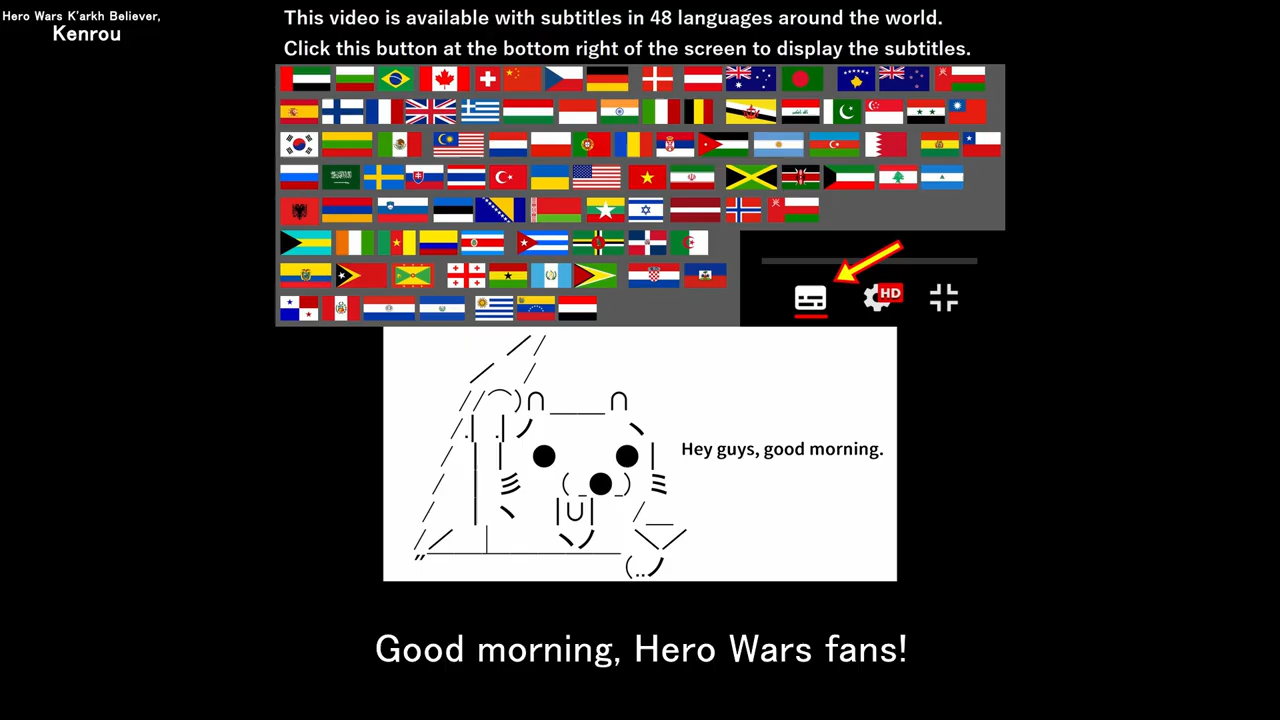 Hero Wars K'arkh Believer,
Kenrou
This video is available with subtitles in 48 languages around the world.
Click this button at the bottom right of the screen to display the subtitles.
HD
Hey guys, good morning.
Good morning, Hero Wars fans!